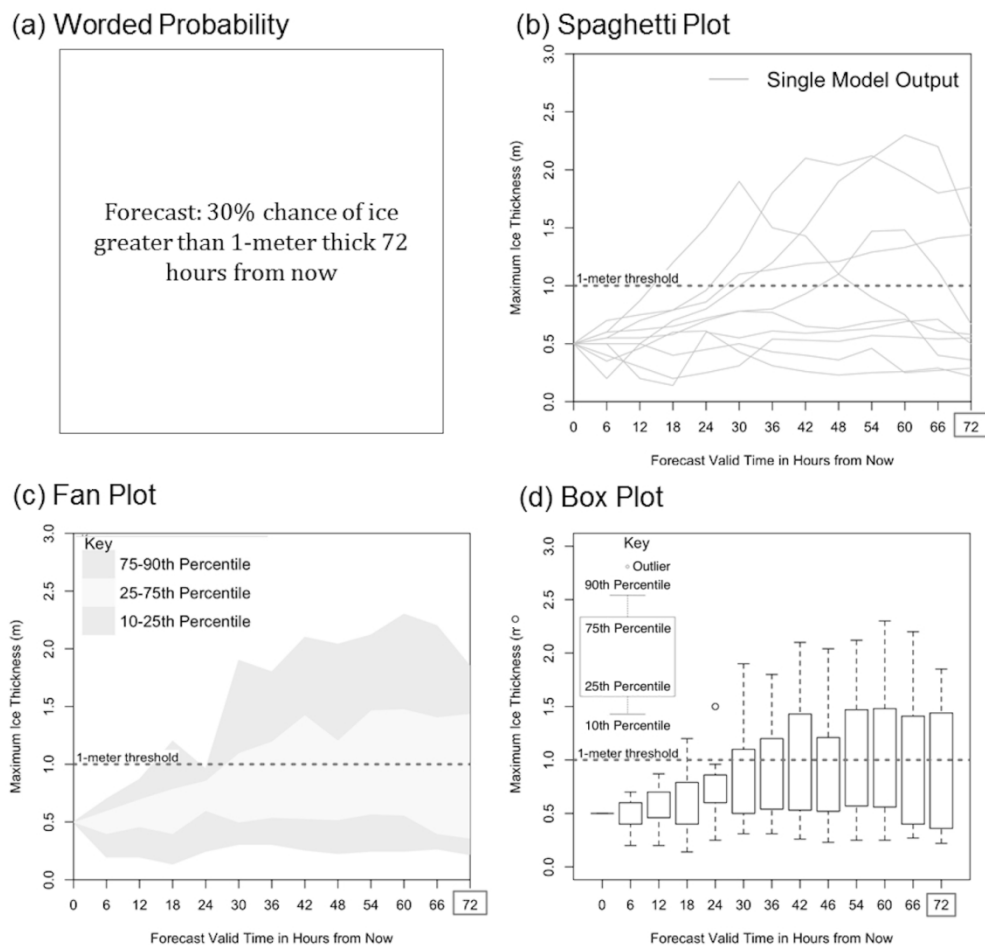 (a) Worded Probability
Forecast: 30% chance of ice
greater than 1-meter thick 72
hours from now
(b) Spaghetti Plot
Single Model Output
Maximum Ice Thickness (m)
3.0
2.5
2.0
1.5
1.0
0.5
0.0
1-meter threshold
0 6 12 18 24 30 36 42 48 54 60 66 72
Forecast Valid Time in Hours from Now
(c) Fan Plot
Key
75-90th Percentile
25-75th Percentile
10-25th Percentile
Maximum Ice Thickness (m)
3.0
2.5
2.0
1.5
1.0
0.5
0.0
1-meter threshold
0 6 12 18 24 30 36 42 48 54 60 66 72
Forecast Valid Time in Hours from Now
(d) Box Plot
Key
Outlier
90th Percentile
75th Percentile
25th Percentile
10th Percentile
Maximum Ice Thickness (rr
3.0
2.5
2.0
1.5
1.0
0.5
0.0
1-meter threshold
0 6 12 18 24 30 36 42 46 54 60 66 72
Forecast Valid Time in Hours from Now